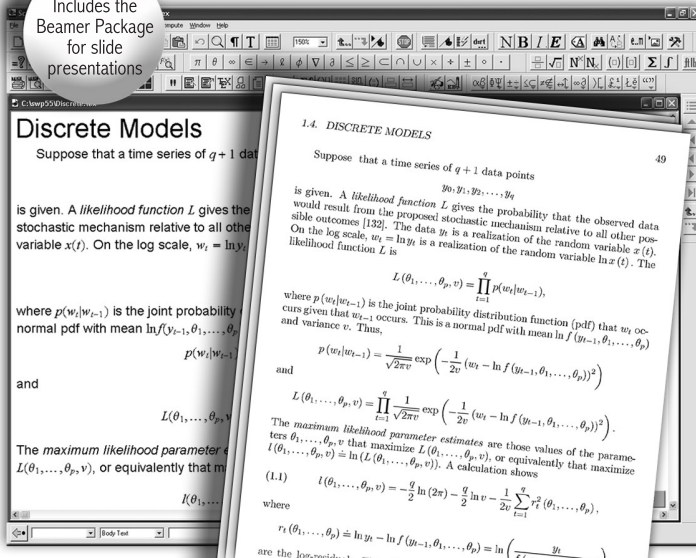 Includes the
Beamer Package
for slide
presentations
mpute Window Help
150%
N B I E
π θ ∞ ∈ → ℓ ϕ ∇ ∂ ≤ ≥ ⊂ ∩ ∪ × ÷ ± ∘ ·
C:\swp55\Discrete.
Discrete Models
Suppose that a time series of q + 1 dat
is given. A likelihood function L gives the
stochastic mechanism relative to all othe
variable x(t). On the log scale, wₜ = ln yₜ
where p(wₜ|wₜ₋₁) is the joint probability
normal pdf with mean ln f(yₜ₋₁, θ₁, …, θₚ
p(wₜ|wₜ₋₁)
and
L(θ₁, …, θₚ, v
The maximum likelihood parameter e
L(θ₁, …, θₚ, v), or equivalently that m
l(θ₁, …
Body Text
1.4. DISCRETE MODELS 49
Suppose that a time series of q + 1 data points
y₀, y₁, y₂, …, y_q
is given. A likelihood function L gives the probability that the observed data
would result from the proposed stochastic mechanism relative to all other pos-
sible outcomes [132]. The data yₜ is a realization of the random variable x (t).
On the log scale, wₜ = ln yₜ is a realization of the random variable ln x (t) . The
likelihood function L is
L (θ₁, …, θₚ, v) = ∏_{t=1}^{q} p(wₜ|wₜ₋₁),
where p (wₜ|wₜ₋₁) is the joint probability distribution function (pdf) that wₜ oc-
curs given that wₜ₋₁ occurs. This is a normal pdf with mean ln f (yₜ₋₁, θ₁, …, θₚ)
and variance v. Thus,
p (wₜ|wₜ₋₁) = 1/√(2πv) exp (−1/(2v) (wₜ − ln f (yₜ₋₁, θ₁, …, θₚ))²)
and
L (θ₁, …, θₚ, v) = ∏_{t=1}^{q} 1/√(2πv) exp (−1/(2v) (wₜ − ln f (yₜ₋₁, θ₁, …, θₚ))²) .
The maximum likelihood parameter estimates are those values of the parame-
ters θ₁, …, θₚ, v that maximize L (θ₁, …, θₚ, v), or equivalently that maximize
l (θ₁, …, θₚ, v) ≐ ln (L (θ₁, …, θₚ, v)). A calculation shows
(1.1) l (θ₁, …, θₚ, v) = −q/2 ln (2π) − q/2 ln v − 1/(2v) ∑_{t=1}^{q} rₜ² (θ₁, …, θₚ) ,
where
rₜ (θ₁, …, θₚ) ≐ ln yₜ − ln f (yₜ₋₁, θ₁, …, θₚ) = ln ( yₜ
are the log-resid